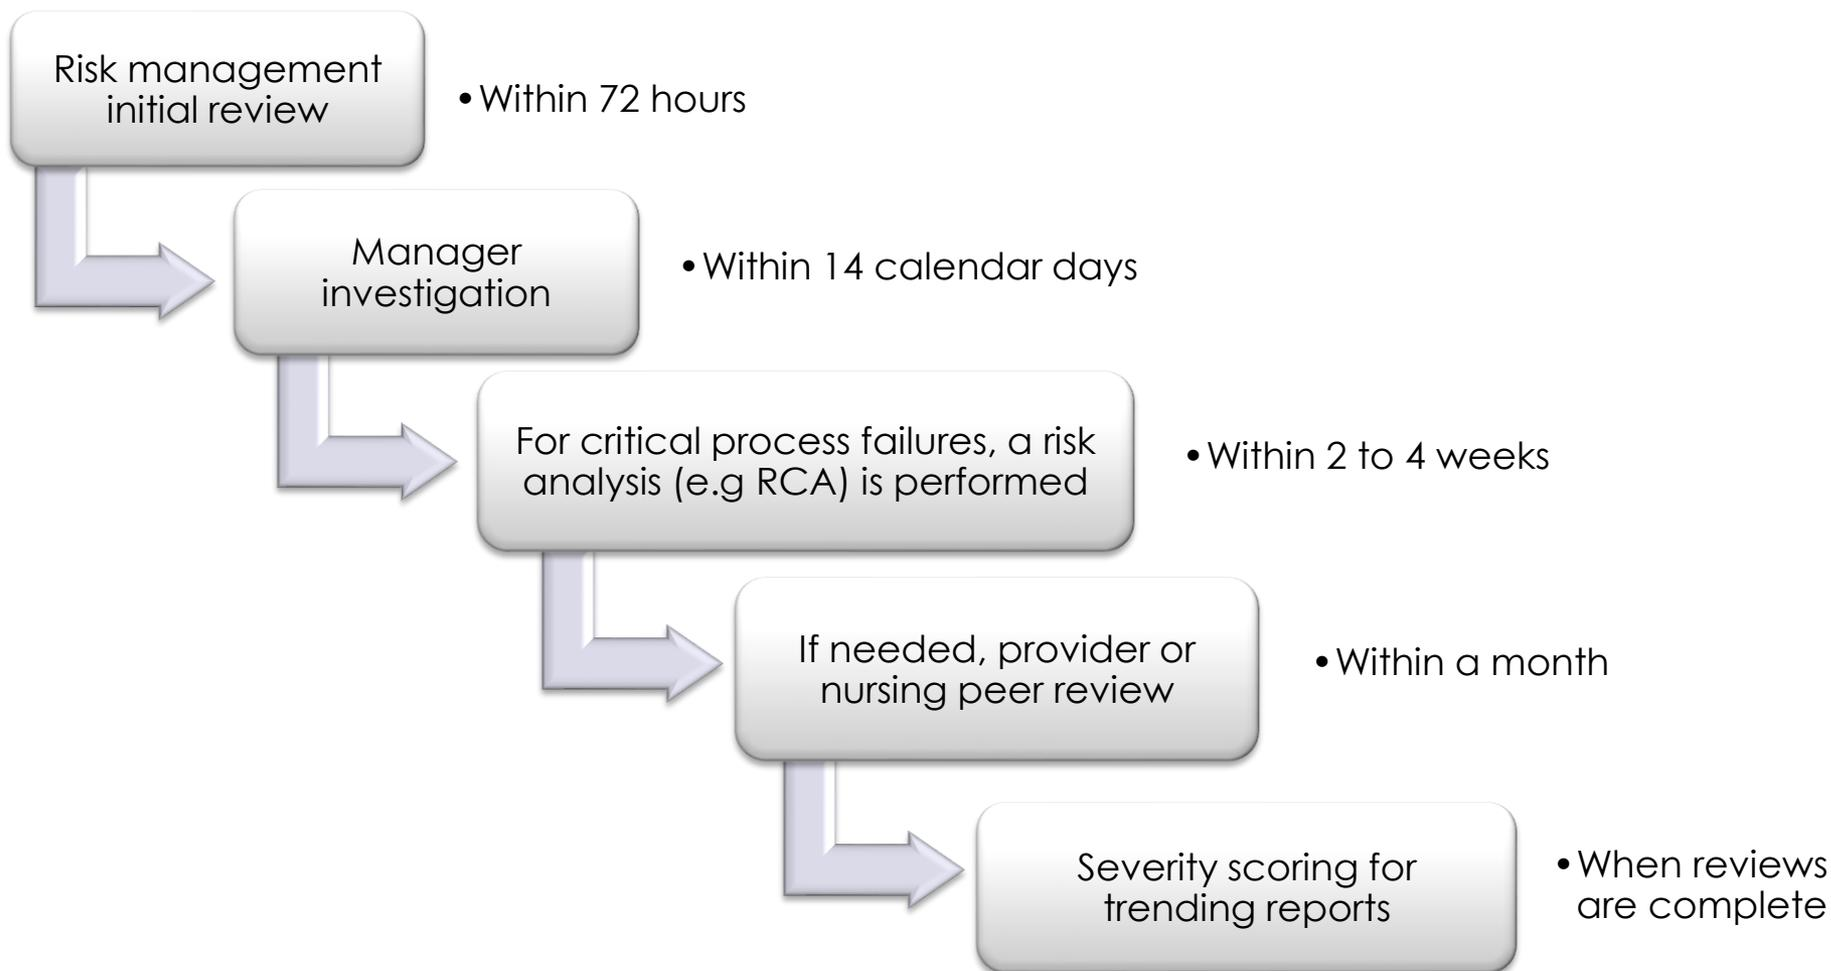 Risk management
initial review
•Within 72 hours
Manager
investigation
•Within 14 calendar days
For critical process failures, a risk
analysis (e.g RCA) is performed
•Within 2 to 4 weeks
If needed, provider or
nursing peer review
•Within a month
Severity scoring for
trending reports
•When reviews
are complete